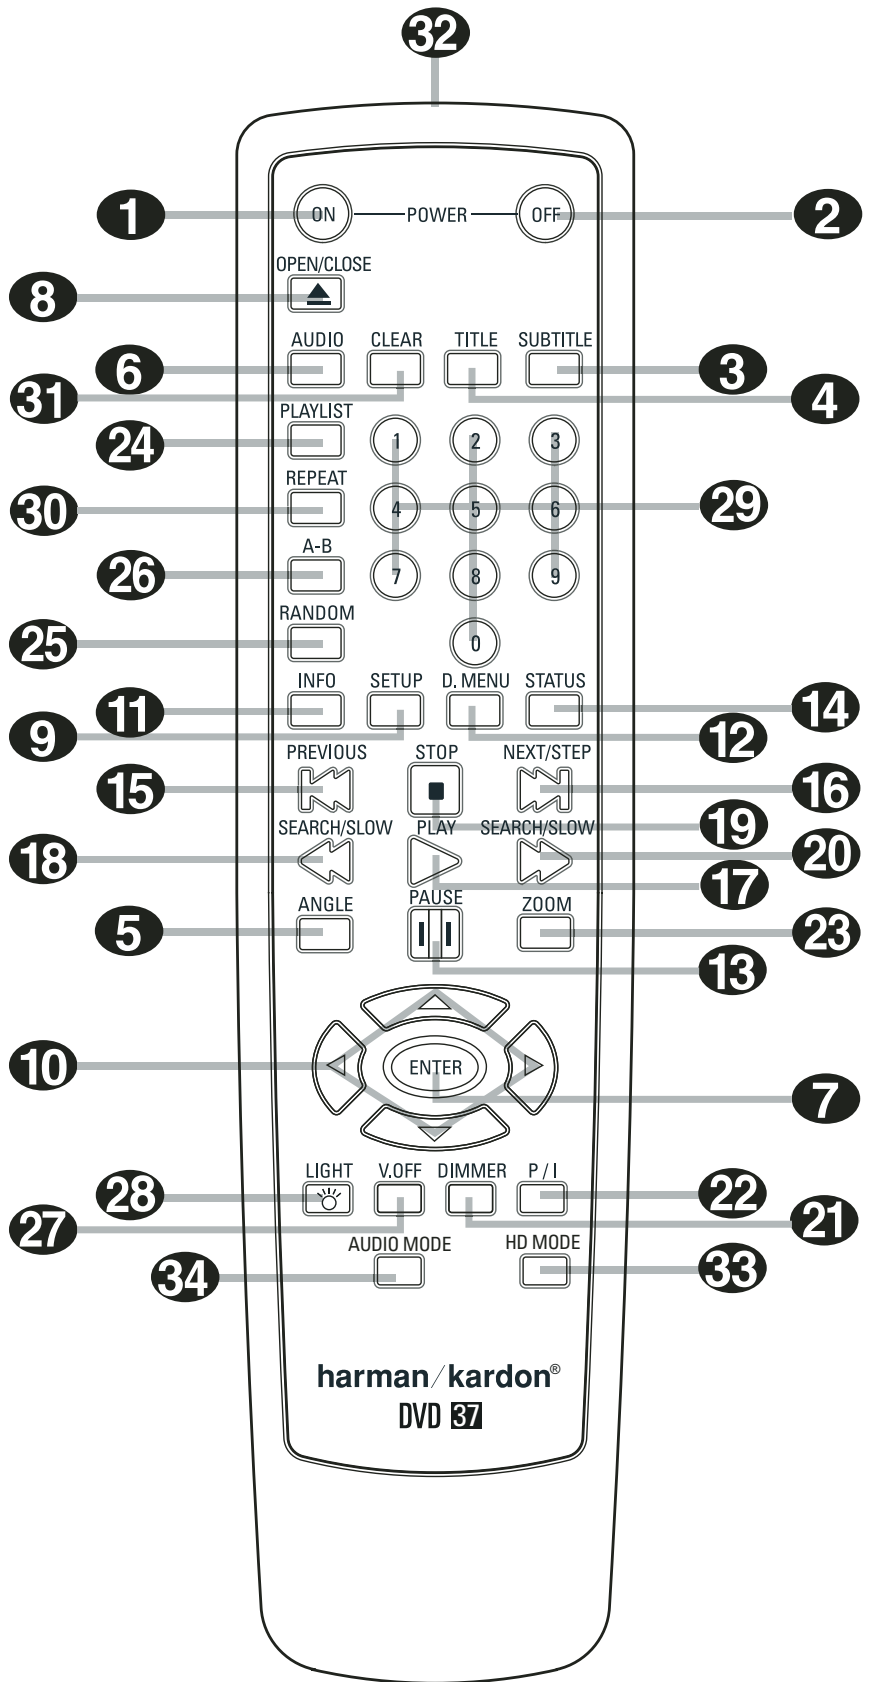 32
1 ON POWER OFF 2
OPEN/CLOSE
8
AUDIO CLEAR TITLE SUBTITLE
6 3
31 4
PLAYLIST
24 1 2 3
REPEAT
30 4 5 6 29
A-B
26 7 8 9
RANDOM
25 0
INFO SETUP D. MENU STATUS
11 14
9 12
PREVIOUS STOP NEXT/STEP
15 16
19
SEARCH/SLOW PLAY SEARCH/SLOW
18 20
17
ANGLE PAUSE ZOOM
5 23
13
10 ENTER 7
LIGHT V.OFF DIMMER P / I
28 22
27 21
AUDIO MODE HD MODE
34 33
harman/kardon®
DVD 37